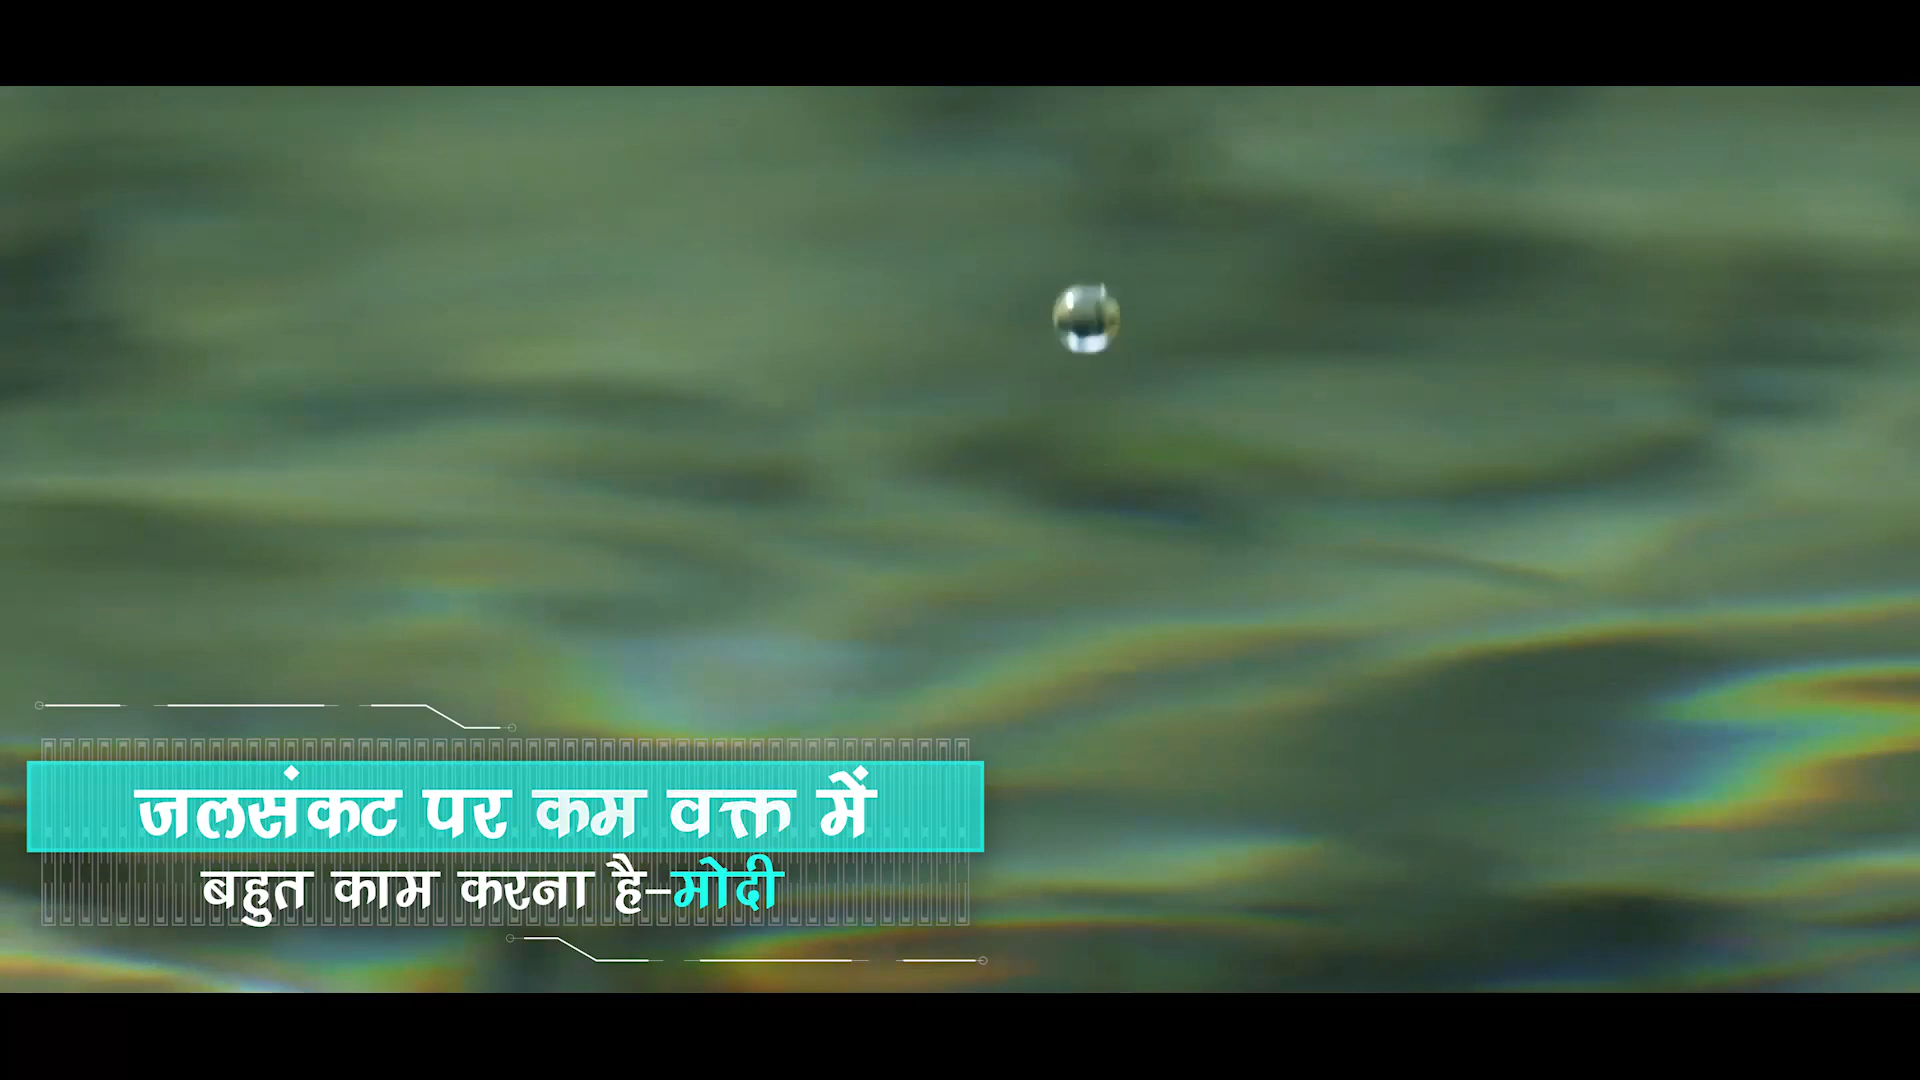 जलसंकट पर कम वक्त में
बहुत काम करना है-मोदी